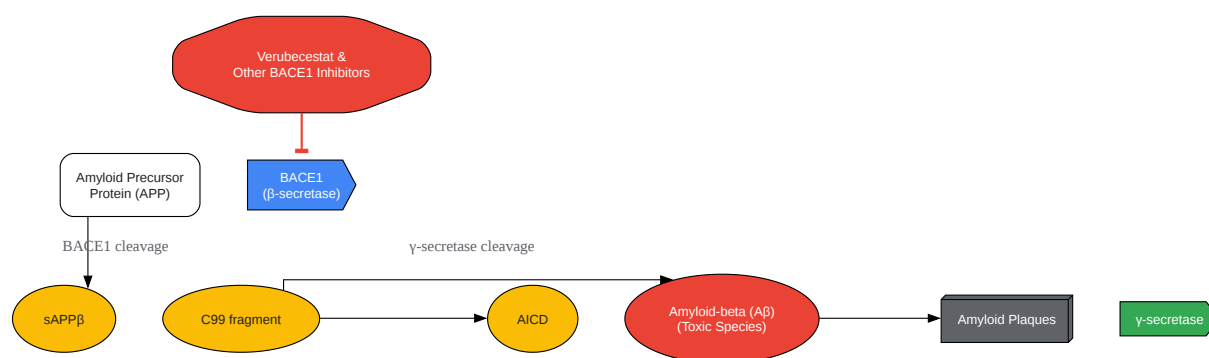 Verubecestat &
Other BACE1 Inhibitors
Amyloid Precursor
Protein (APP)
BACE1
(β-secretase)
BACE1 cleavage
γ-secretase cleavage
sAPPβ
C99 fragment
AICD
Amyloid-beta (Aβ)
(Toxic Species)
Amyloid Plaques
γ-secretase